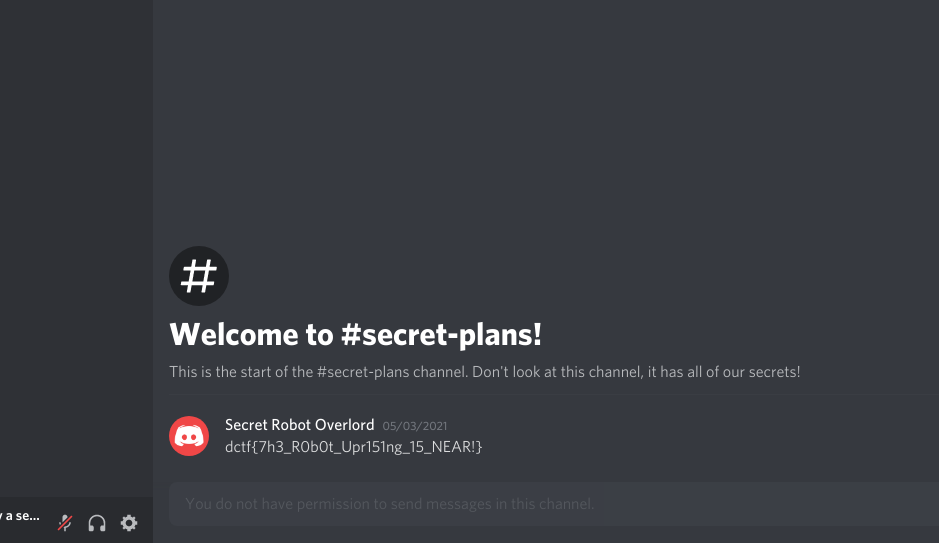 Welcome to #secret-plans!
This is the start of the #secret-plans channel. Don't look at this channel, it has all of our secrets!
Secret Robot Overlord 05/03/2021
dctf{7h3_R0b0t_Upr151ng_15_NEAR!}
You do not have permission to send messages in this channel.
a se...